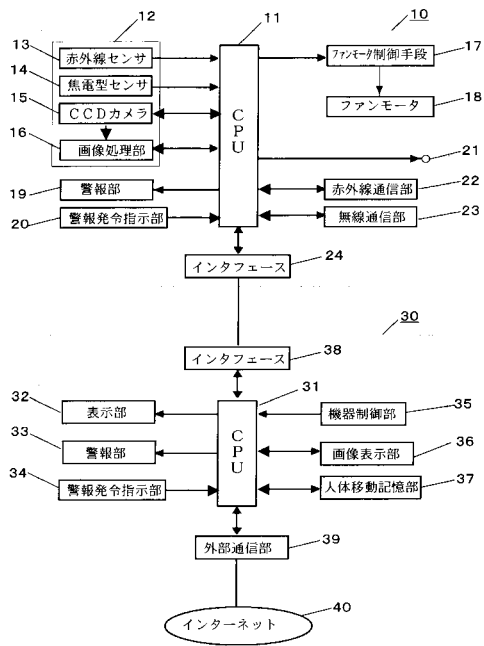 12
11
10
13
赤外線センサ
ファンモータ制御手段
17
14
焦電型センサ
15
CCDカメラ
ファンモータ
18
16
画像処理部
CPU
21
19
警報部
赤外線通信部
22
20
警報発令指示部
無線通信部
23
インタフェース
24
30
インタフェース
38
31
32
表示部
機器制御部
35
33
警報部
CPU
画像表示部
36
34
警報発令指示部
人体移動記憶部
37
外部通信部
39
インターネット
40